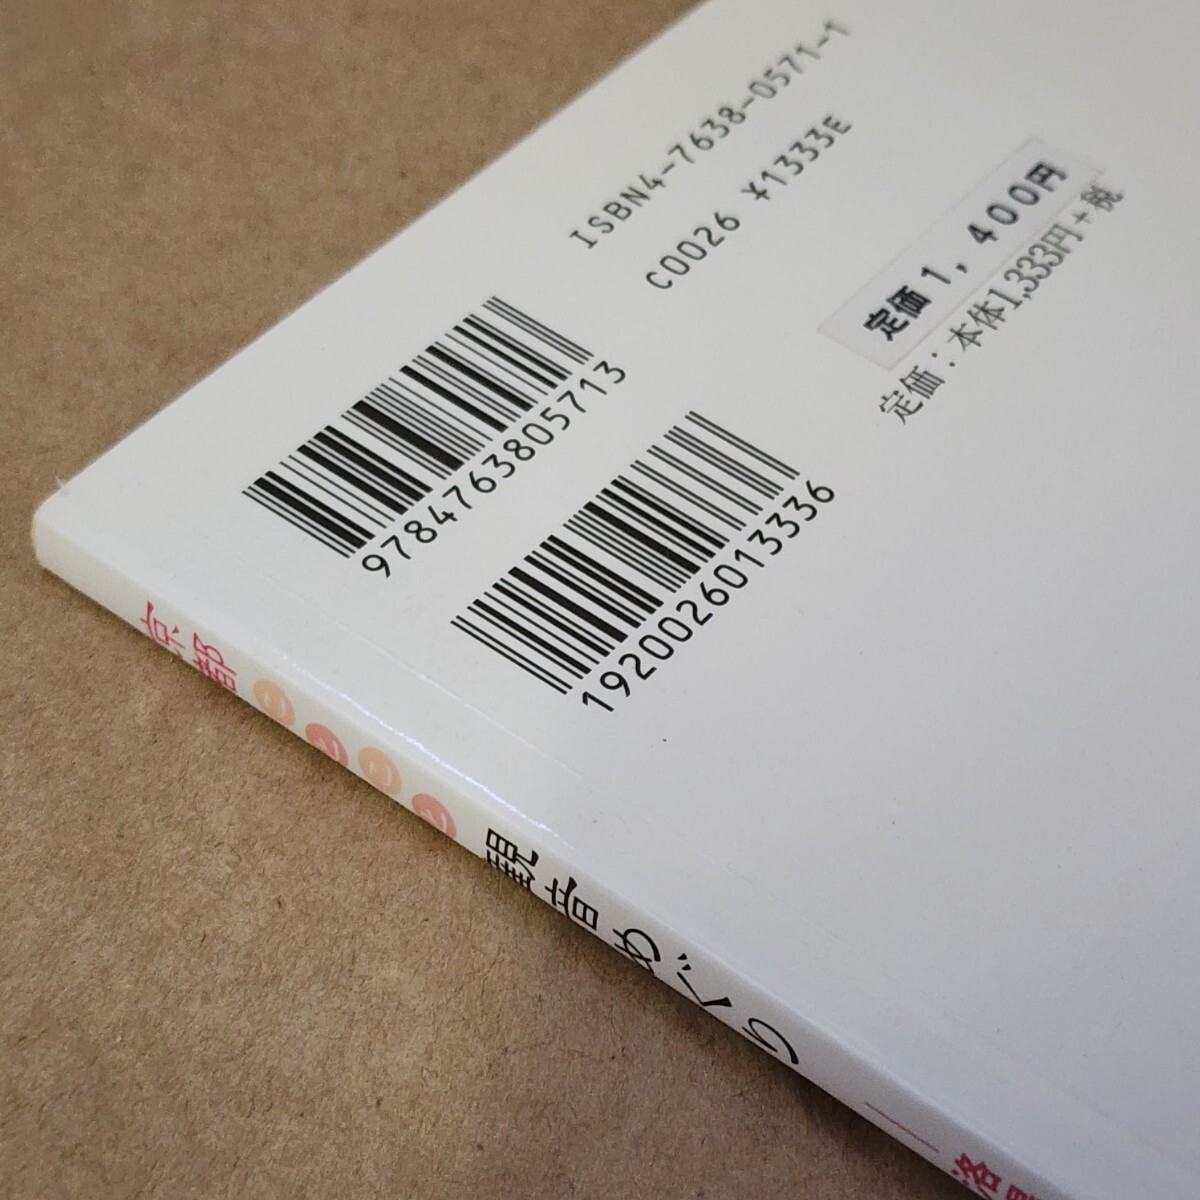 ISBN4-7638-0571-1
C0026 ¥1333E
定価1,400円
定価：本体1,333円+税
9784763805713
1920026013336
京都 観音めぐり
洛